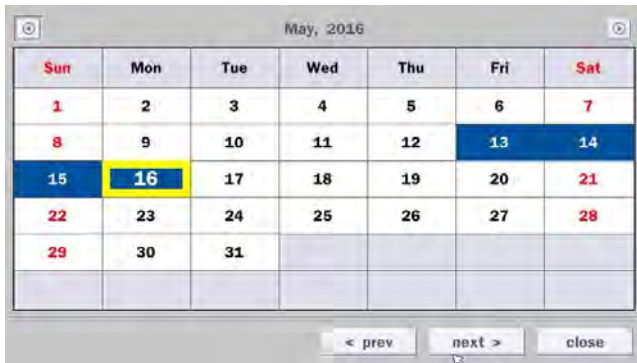 May, 2016
Sun Mon Tue Wed Thu Fri Sat
1 2 3 4 5 6 7
8 9 10 11 12 13 14
15 16 17 18 19 20 21
22 23 24 25 26 27 28
29 30 31
< prev next > close